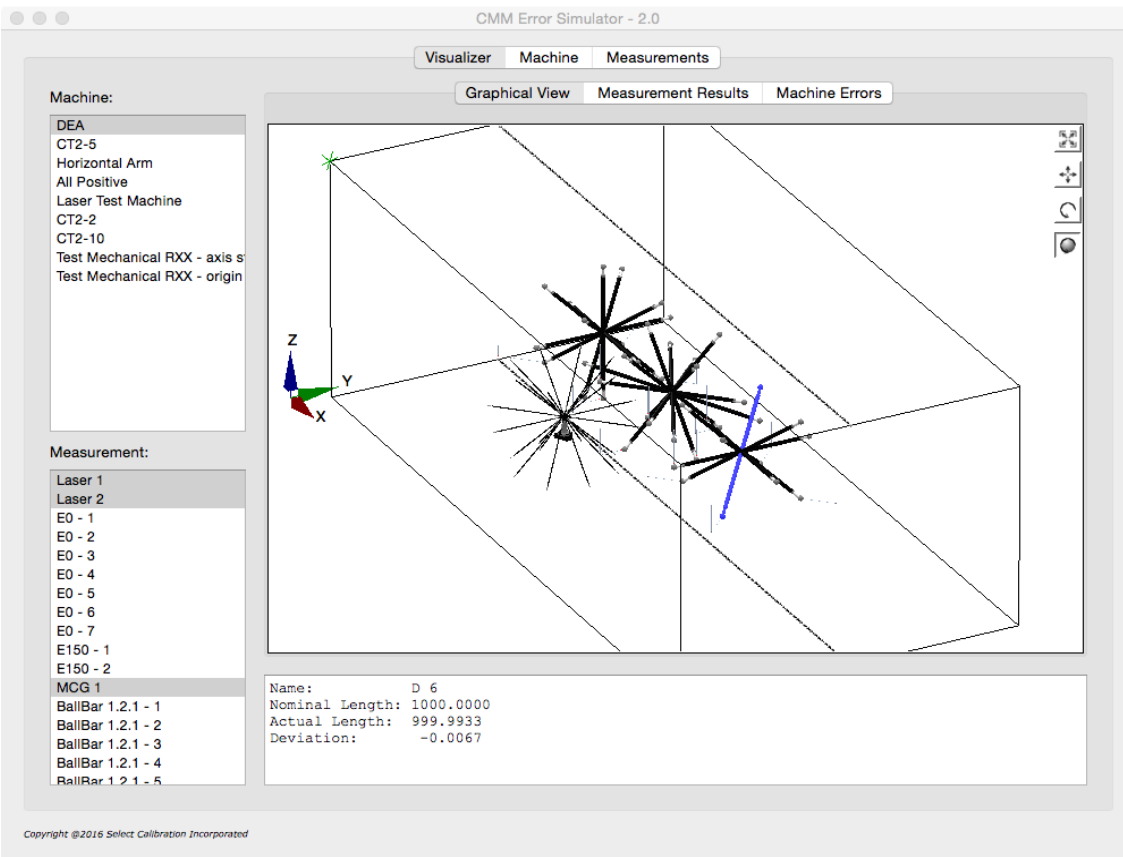 CMM Error Simulator - 2.0
Visualizer Machine Measurements
Machine:
DEA
CT2-5
Horizontal Arm
All Positive
Laser Test Machine
CT2-2
CT2-10
Test Mechanical RXX - axis s
Test Mechanical RXX - origin
Graphical View Measurement Results Machine Errors
Z
Y
X
Measurement:
Laser 1
Laser 2
E0 - 1
E0 - 2
E0 - 3
E0 - 4
E0 - 5
E0 - 6
E0 - 7
E150 - 1
E150 - 2
MCG 1
BallBar 1.2.1 - 1
BallBar 1.2.1 - 2
BallBar 1.2.1 - 3
BallBar 1.2.1 - 4
BallBar 1.2.1 - 5
Name: D 6
Nominal Length: 1000.0000
Actual Length: 999.9933
Deviation: -0.0067
Copyright @2016 Select Calibration Incorporated